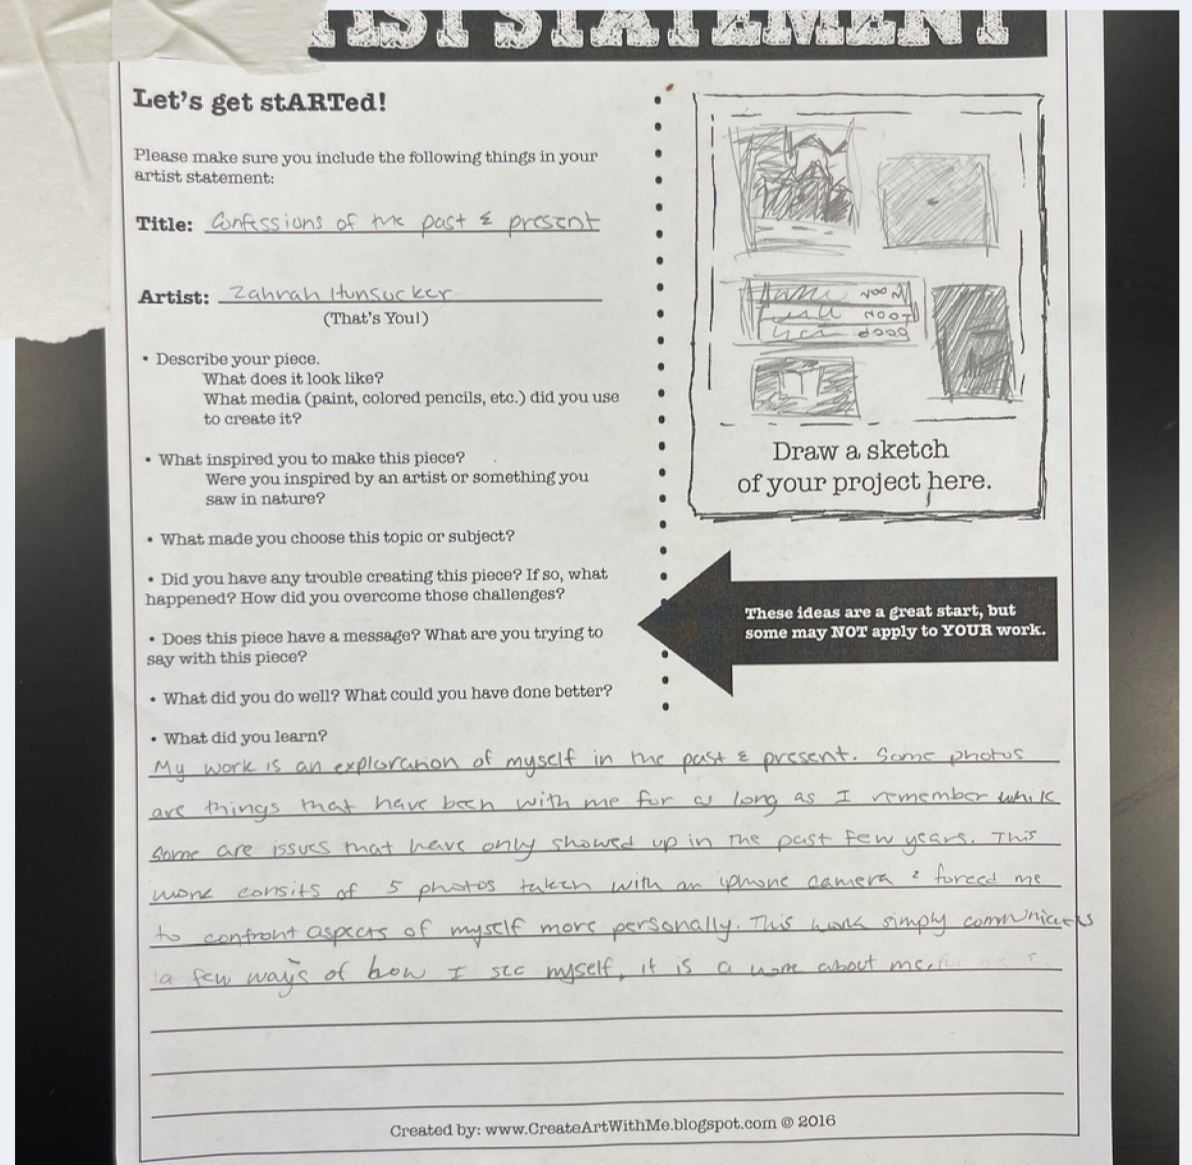 TIST STATEMENT
Let's get stARTed!
Please make sure you include the following things in your
artist statement:
Title: Confessions of the past & present
Artist: Zahrah Hunsucker
(That's You!)
• Describe your piece.
What does it look like?
What media (paint, colored pencils, etc.) did you use
to create it?
• What inspired you to make this piece?
Were you inspired by an artist or something you
saw in nature?
• What made you choose this topic or subject?
• Did you have any trouble creating this piece? If so, what
happened? How did you overcome those challenges?
• Does this piece have a message? What are you trying to
say with this piece?
• What did you do well? What could you have done better?
• What did you learn?
Draw a sketch
of your project here.
These ideas are a great start, but
some may NOT apply to YOUR work.
My work is an exploration of myself in the past & present. Some photos
are things that have been with me for as long as I remember while
some are issues that have only showed up in the past few years. This
work consits of 5 photos taken with an iphone camera & forced me
to confront aspects of myself more personally. This work simply communicates
a few ways of how I see myself, it is a work about me.
Created by: www.CreateArtWithMe.blogspot.com © 2016